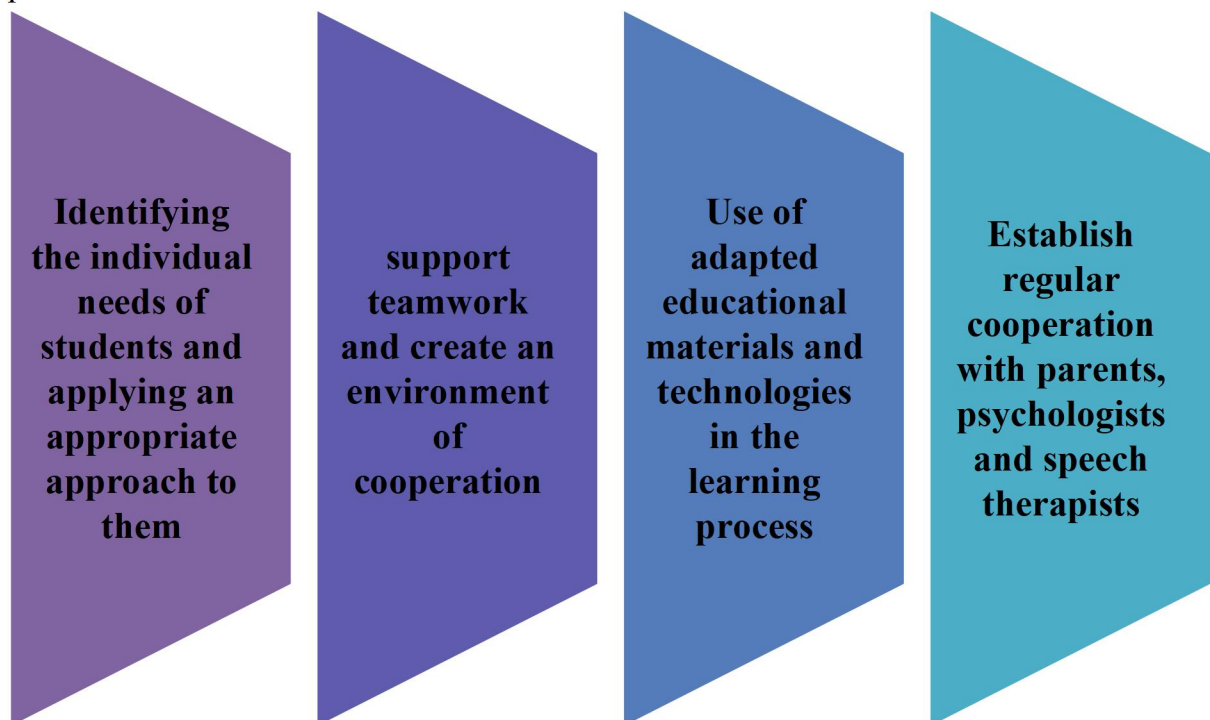 Identifying
the individual
needs of
students and
applying an
appropriate
approach to
them
support
teamwork
and create an
environment
of
cooperation
Use of
adapted
educational
materials and
technologies
in the
learning
process
Establish
regular
cooperation
with parents,
psychologists
and speech
therapists